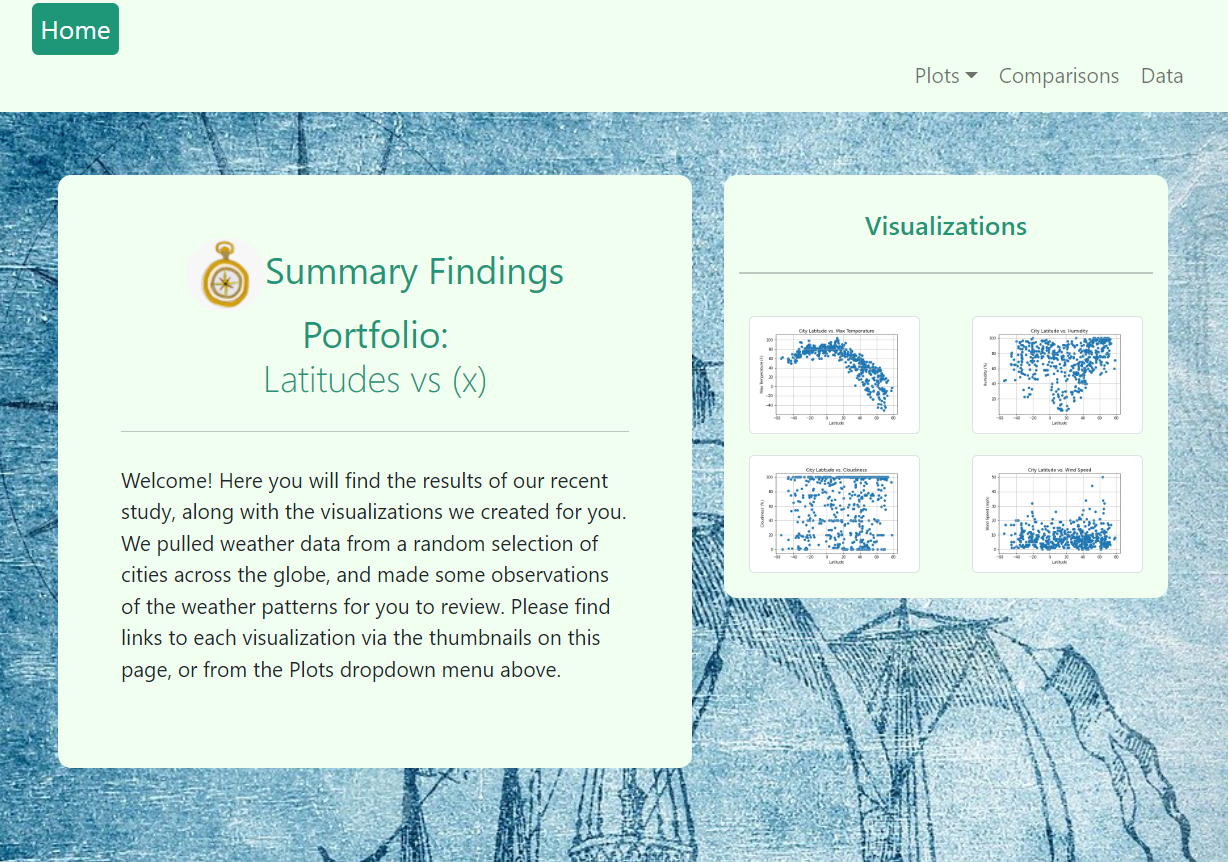 Home
Plots Comparisons Data
Summary Findings
Portfolio:
Latitudes vs (x)
Welcome! Here you will find the results of our recent
study, along with the visualizations we created for you.
We pulled weather data from a random selection of
cities across the globe, and made some observations
of the weather patterns for you to review. Please find
links to each visualization via the thumbnails on this
page, or from the Plots dropdown menu above.
Visualizations
City Latitude vs. Max Temperature
Max Temperature (F)
Latitude
City Latitude vs. Humidity
Humidity (%)
Latitude
City Latitude vs. Cloudiness
Cloudiness (%)
Latitude
City Latitude vs. Wind Speed
Latitude